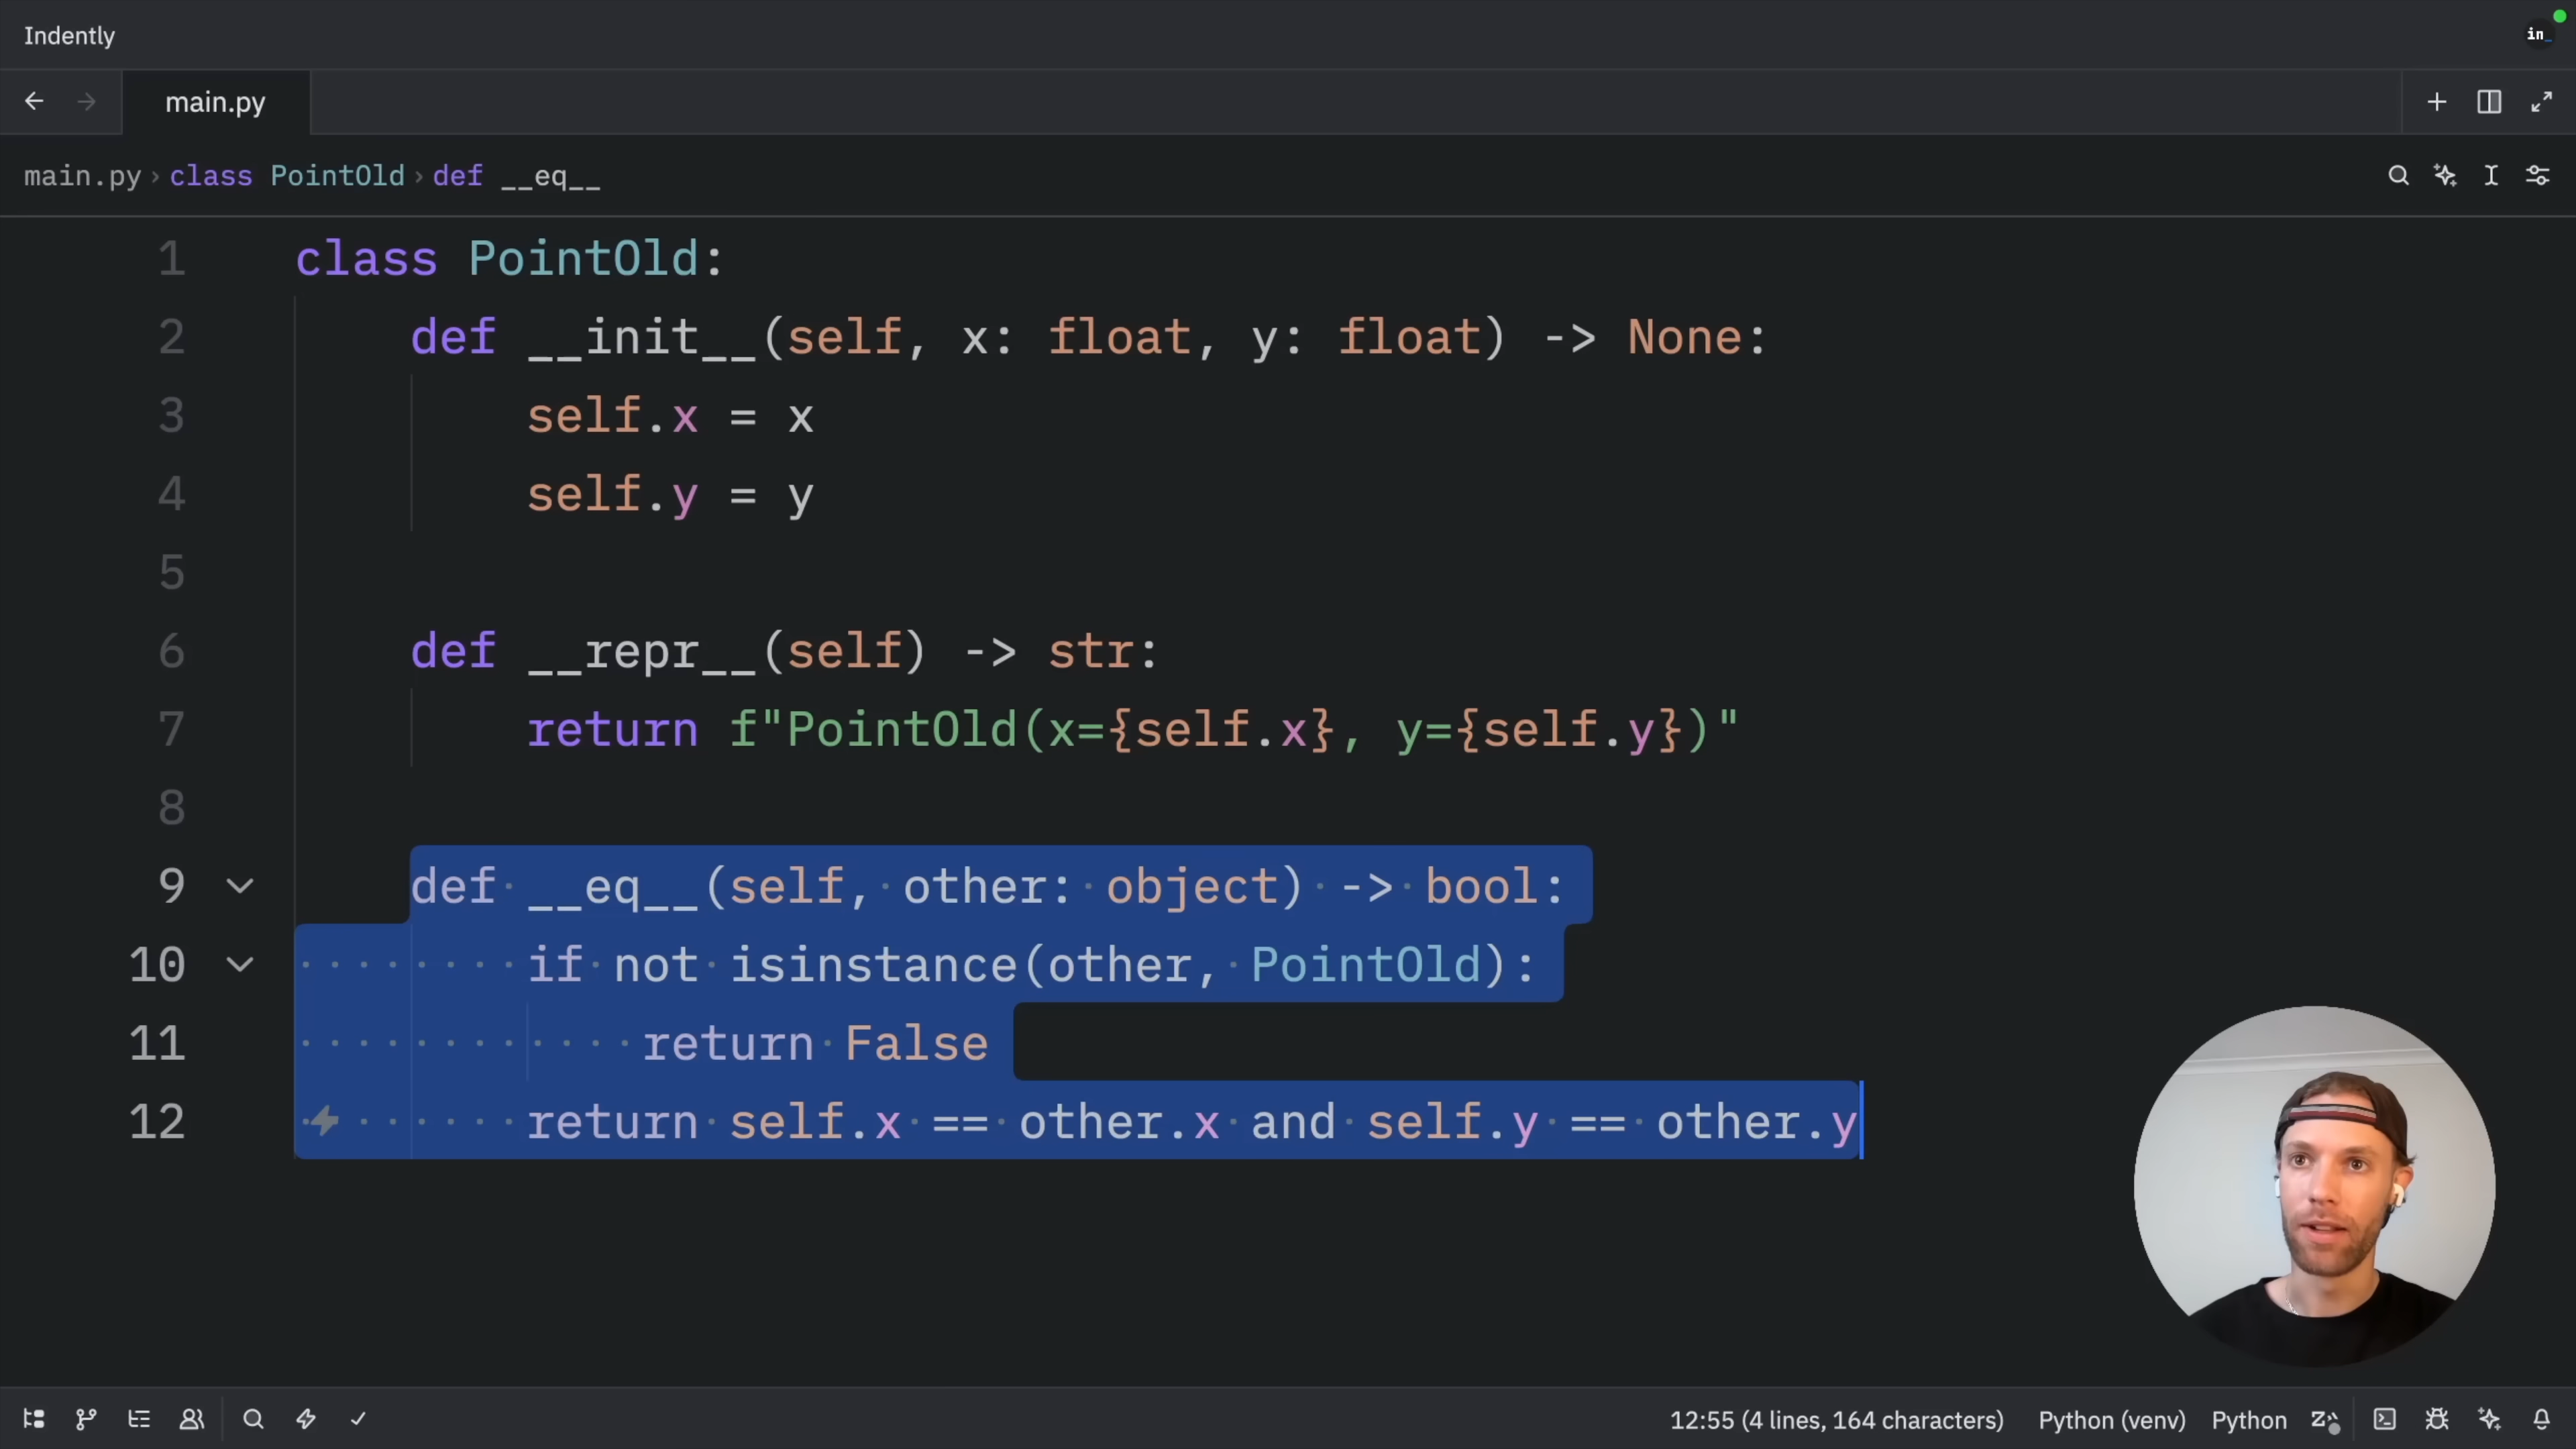 Indently
in_
main.py
main.py › class PointOld › def __eq__
1 class PointOld:
2     def __init__(self, x: float, y: float) -> None:
3         self.x = x
4         self.y = y
5
6     def __repr__(self) -> str:
7         return f"PointOld(x={self.x}, y={self.y})"
8
9     def __eq__(self, other: object) -> bool:
10         if not isinstance(other, PointOld):
11             return False
12         return self.x == other.x and self.y == other.y
12:55 (4 lines, 164 characters) Python (venv) Python